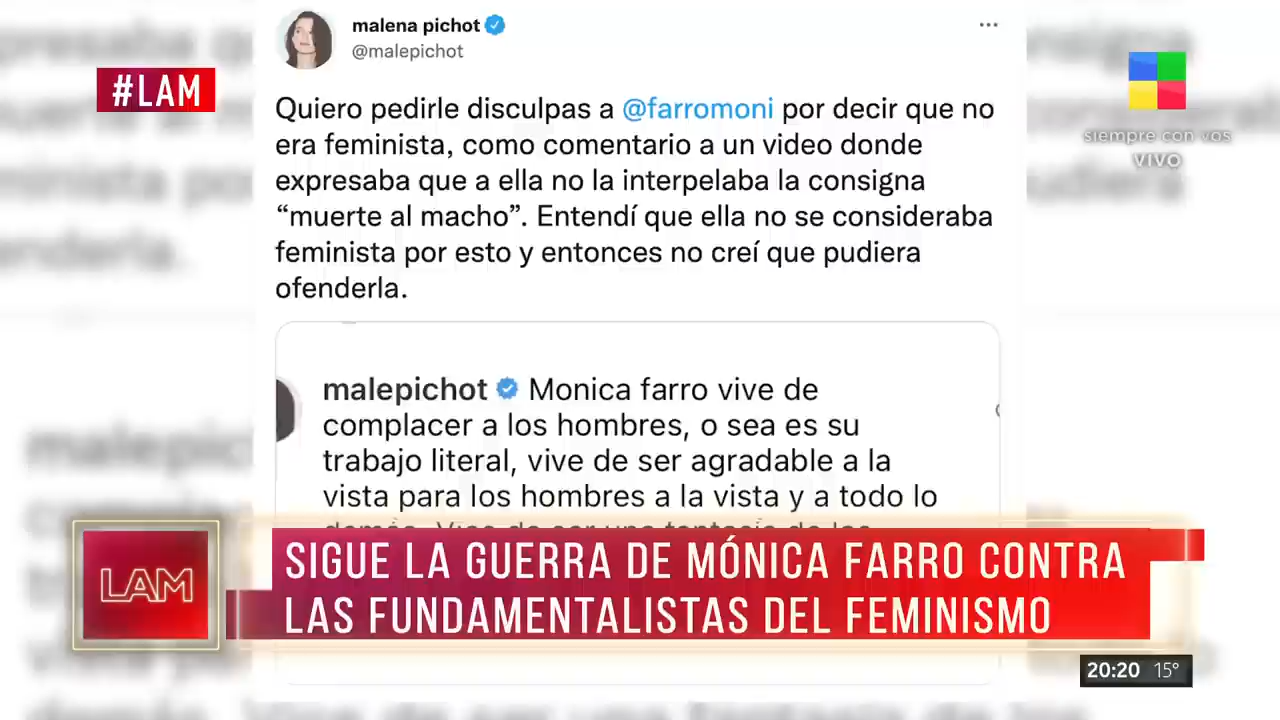 malena pichot
@malepichot
#LAM
siempre con vos
VIVO
Quiero pedirle disculpas a @farromoni por decir que no
era feminista, como comentario a un video donde
expresaba que a ella no la interpelaba la consigna
“muerte al macho”. Entendí que ella no se consideraba
feminista por esto y entonces no creí que pudiera
ofenderla.
malepichot Monica farro vive de
complacer a los hombres, o sea es su
trabajo literal, vive de ser agradable a la
vista para los hombres a la vista y a todo lo
LAM
SIGUE LA GUERRA DE MÓNICA FARRO CONTRA
LAS FUNDAMENTALISTAS DEL FEMINISMO
20:20 15°